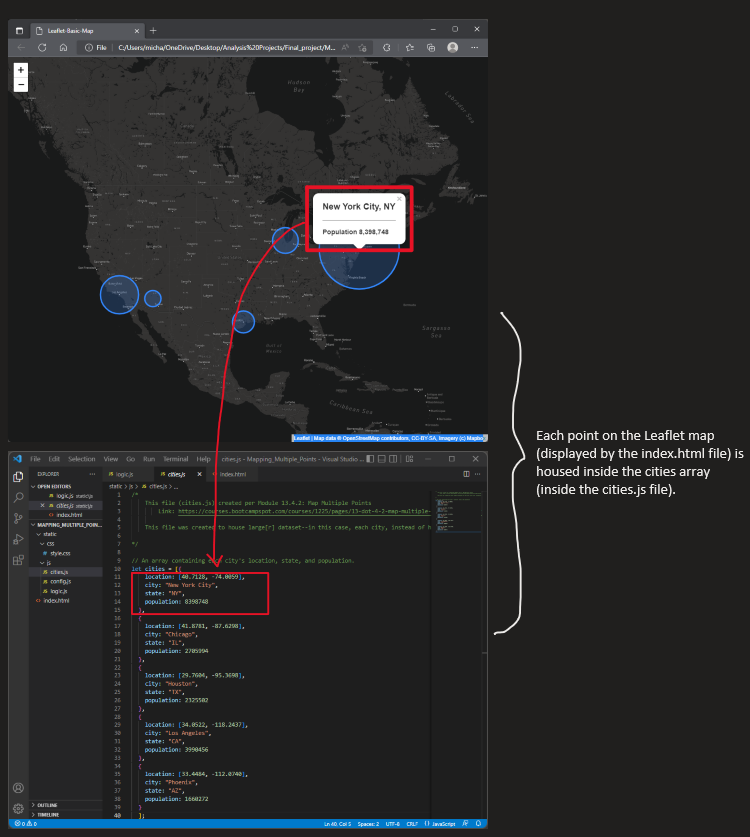 Leaflet-Basic-Map
File
C:/Users/micha/OneDrive/Desktop/Analysis%20Projects/Final_project/M...
+
−
Hudson
Bay
Labrador Sea
New York City, NY
Population 8,398,748
Sargasso
Sea
Gulf of
Mexico
Caribbean Sea
Leaflet | Map data © OpenStreetMap contributors, CC-BY-SA, Imagery (c) Mapbox
Each point on the Leaflet map
(displayed by the index.html file) is
housed inside the cities array
(inside the cities.js file).
File Edit Selection View Go Run Terminal Help cities.js - Mapping_Multiple_Points - Visual Studio ...
EXPLORER
OPEN EDITORS
logic.js static\js
cities.js static\js
index.html
MAPPING_MULTIPLE_POIN...
static
css
style.css
js
cities.js
config.js
logic.js
index.html
OUTLINE
TIMELINE
logic.js cities.js index.html
static > js > cities.js > ...
1 /*
2 This file (cities.js) created per Module 13.4.2: Map Multiple Points
3 link: https://courses.bootcampspot.com/courses/1225/pages/13-dot-4-2-map-multiple-
4
5 This file was created to house large[r] dataset--in this case, each city, instead of h
6
7 */
8
9 // An array containing each city's location, state, and population.
10 let cities = [{
11 location: [40.7128, -74.0059],
12 city: "New York City",
13 state: "NY",
14 population: 8398748
15 },
16 {
17 location: [41.8781, -87.6298],
18 city: "Chicago",
19 state: "IL",
20 population: 2705994
21 },
22 {
23 location: [29.7604, -95.3698],
24 city: "Houston",
25 state: "TX",
26 population: 2325502
27 },
28 {
29 location: [34.0522, -118.2437],
30 city: "Los Angeles",
31 state: "CA",
32 population: 3990456
33 },
34 {
35 location: [33.4484, -112.0740],
36 city: "Phoenix",
37 state: "AZ",
38 population: 1660272
39 }
40 ];
0 0 Ln 40, Col 5 Spaces: 2 UTF-8 CRLF JavaScript